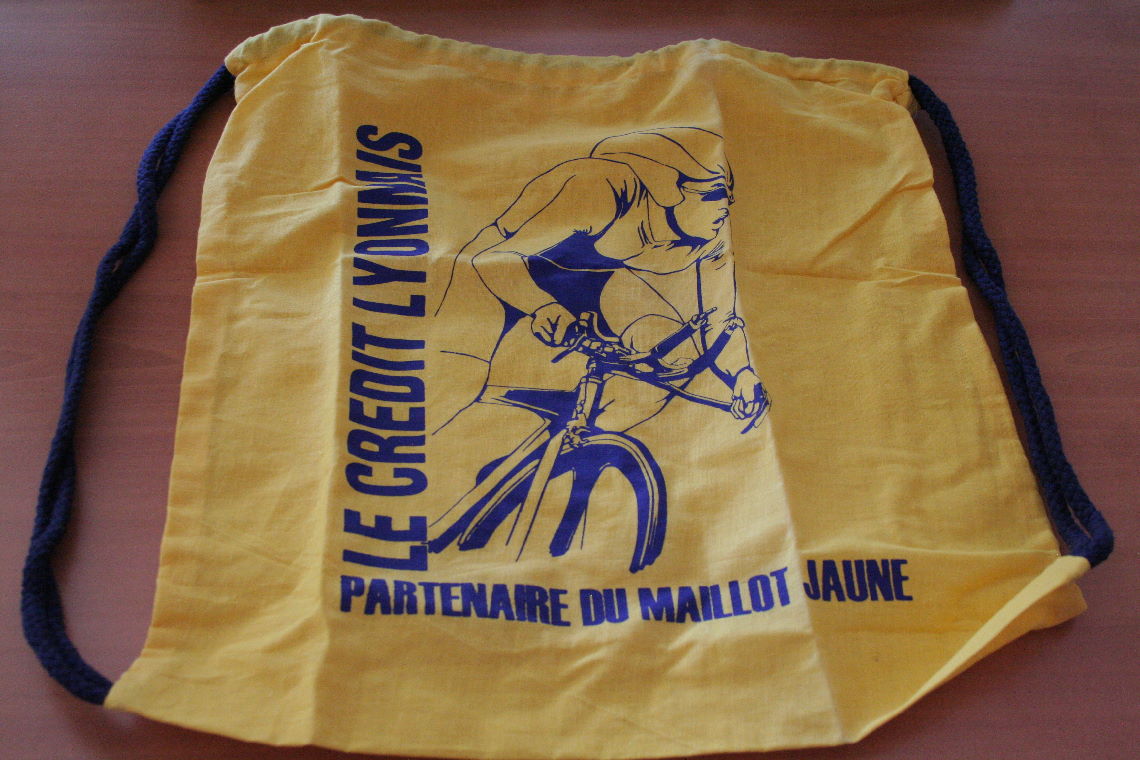 LE CREDIT LYONNAIS
PARTENAIRE DU MAILLOT JAUNE